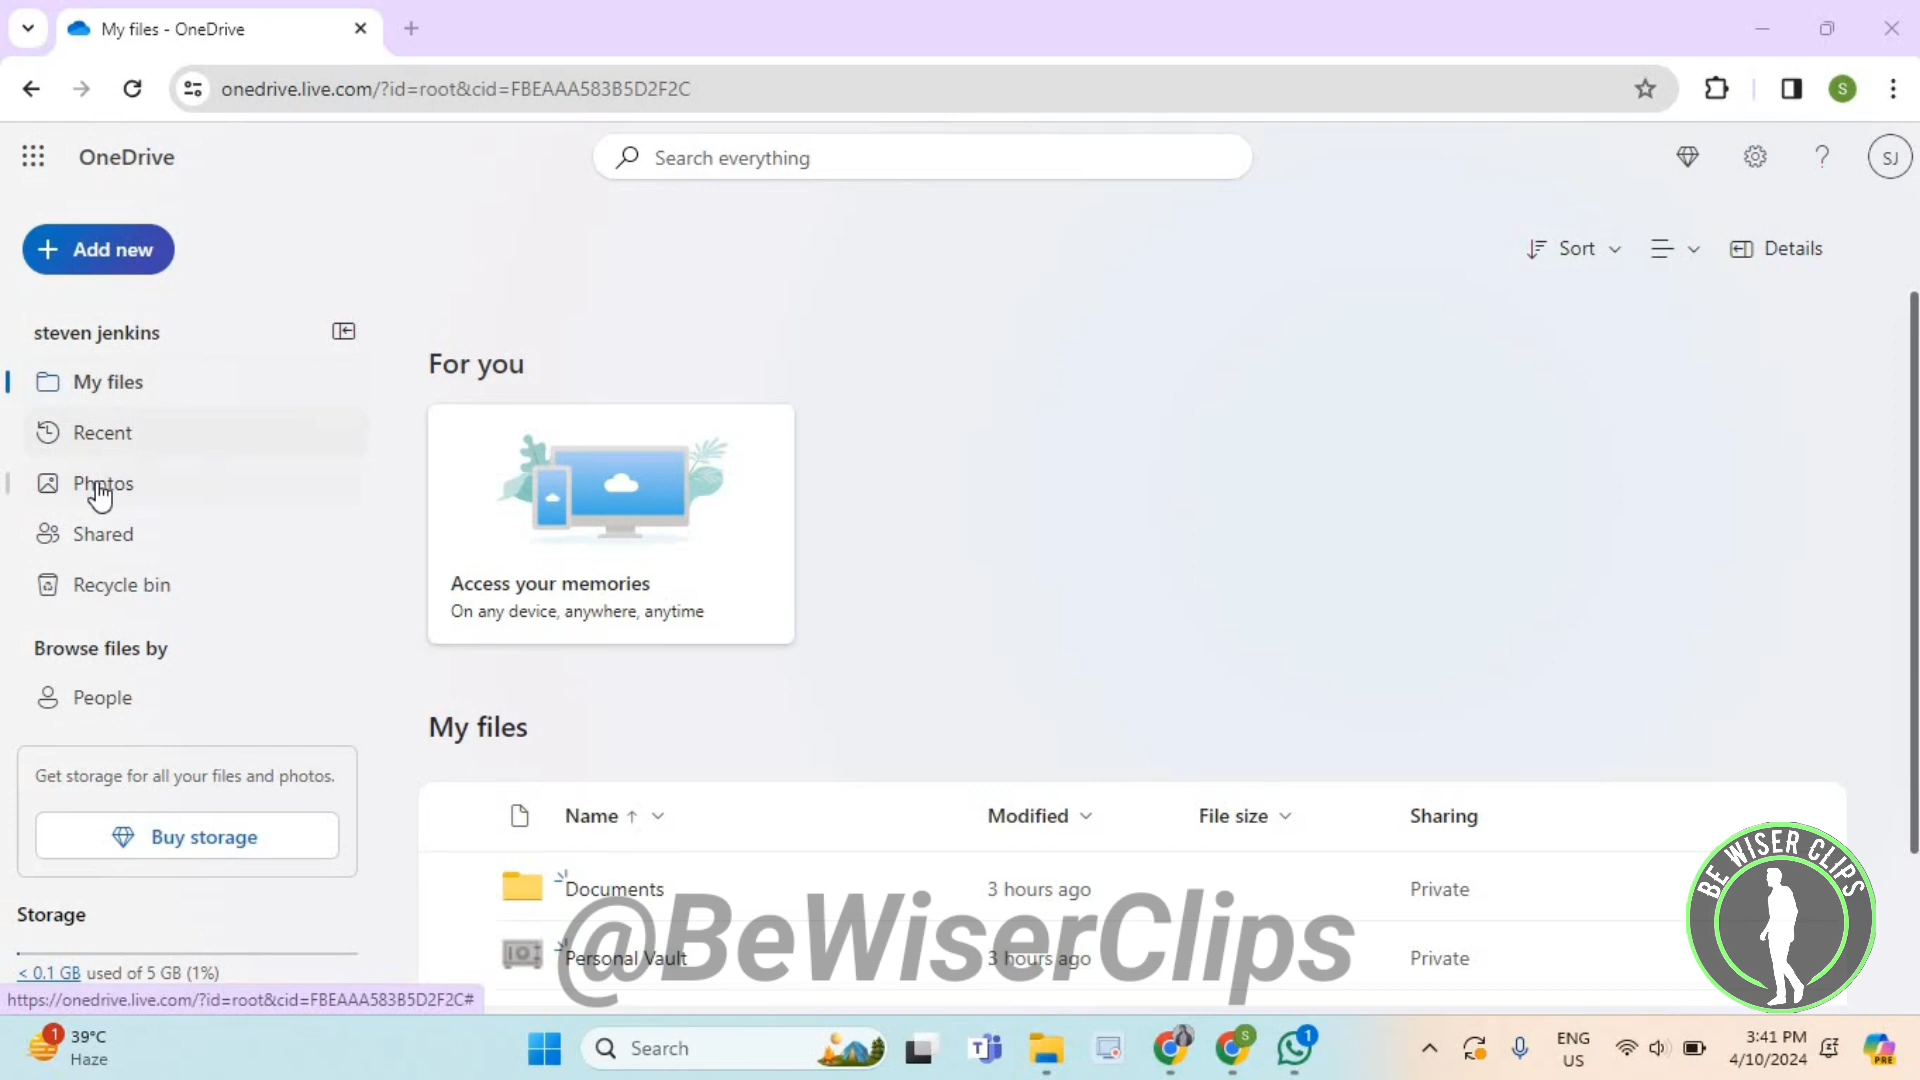 My files - OneDrive
onedrive.live.com/?id=root&cid=FBEAAA583B5D2F2C
S
OneDrive
Search everything
?
SJ
Add new
Sort
Details
steven jenkins
My files
Recent
Photos
Shared
Recycle bin
Browse files by
People
Get storage for all your files and photos.
Buy storage
Storage
< 0.1 GB used of 5 GB (1%)
https://onedrive.live.com/?id=root&cid=FBEAAA583B5D2F2C#
For you
Access your memories
On any device, anywhere, anytime
My files
Name Modified File size Sharing
Documents 3 hours ago Private
Personal Vault 3 hours ago Private
@BeWiserClips
BE WISER CLIPS
1
39°C
Haze
Search
S
1
ENG
US
3:41 PM
4/10/2024
PRE